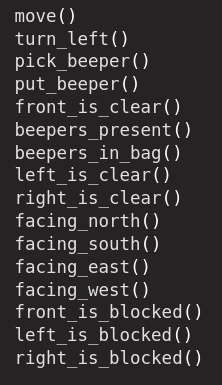 move()
turn_left()
pick_beeper()
put_beeper()
front_is_clear()
beepers_present()
beepers_in_bag()
left_is_clear()
right_is_clear()
facing_north()
facing_south()
facing_east()
facing_west()
front_is_blocked()
left_is_blocked()
right_is_blocked()